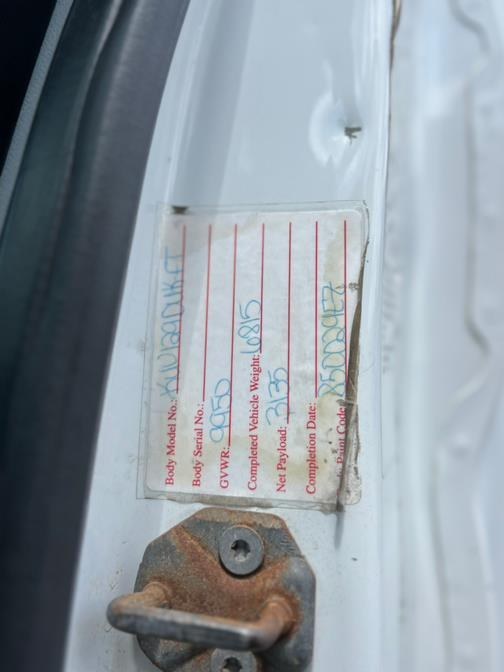 Body Model No.:
Body Serial No.:
GVWR: 9950
Completed Vehicle Weight: 6815
Net Payload: 3135
Completion Date:
Paint Code: